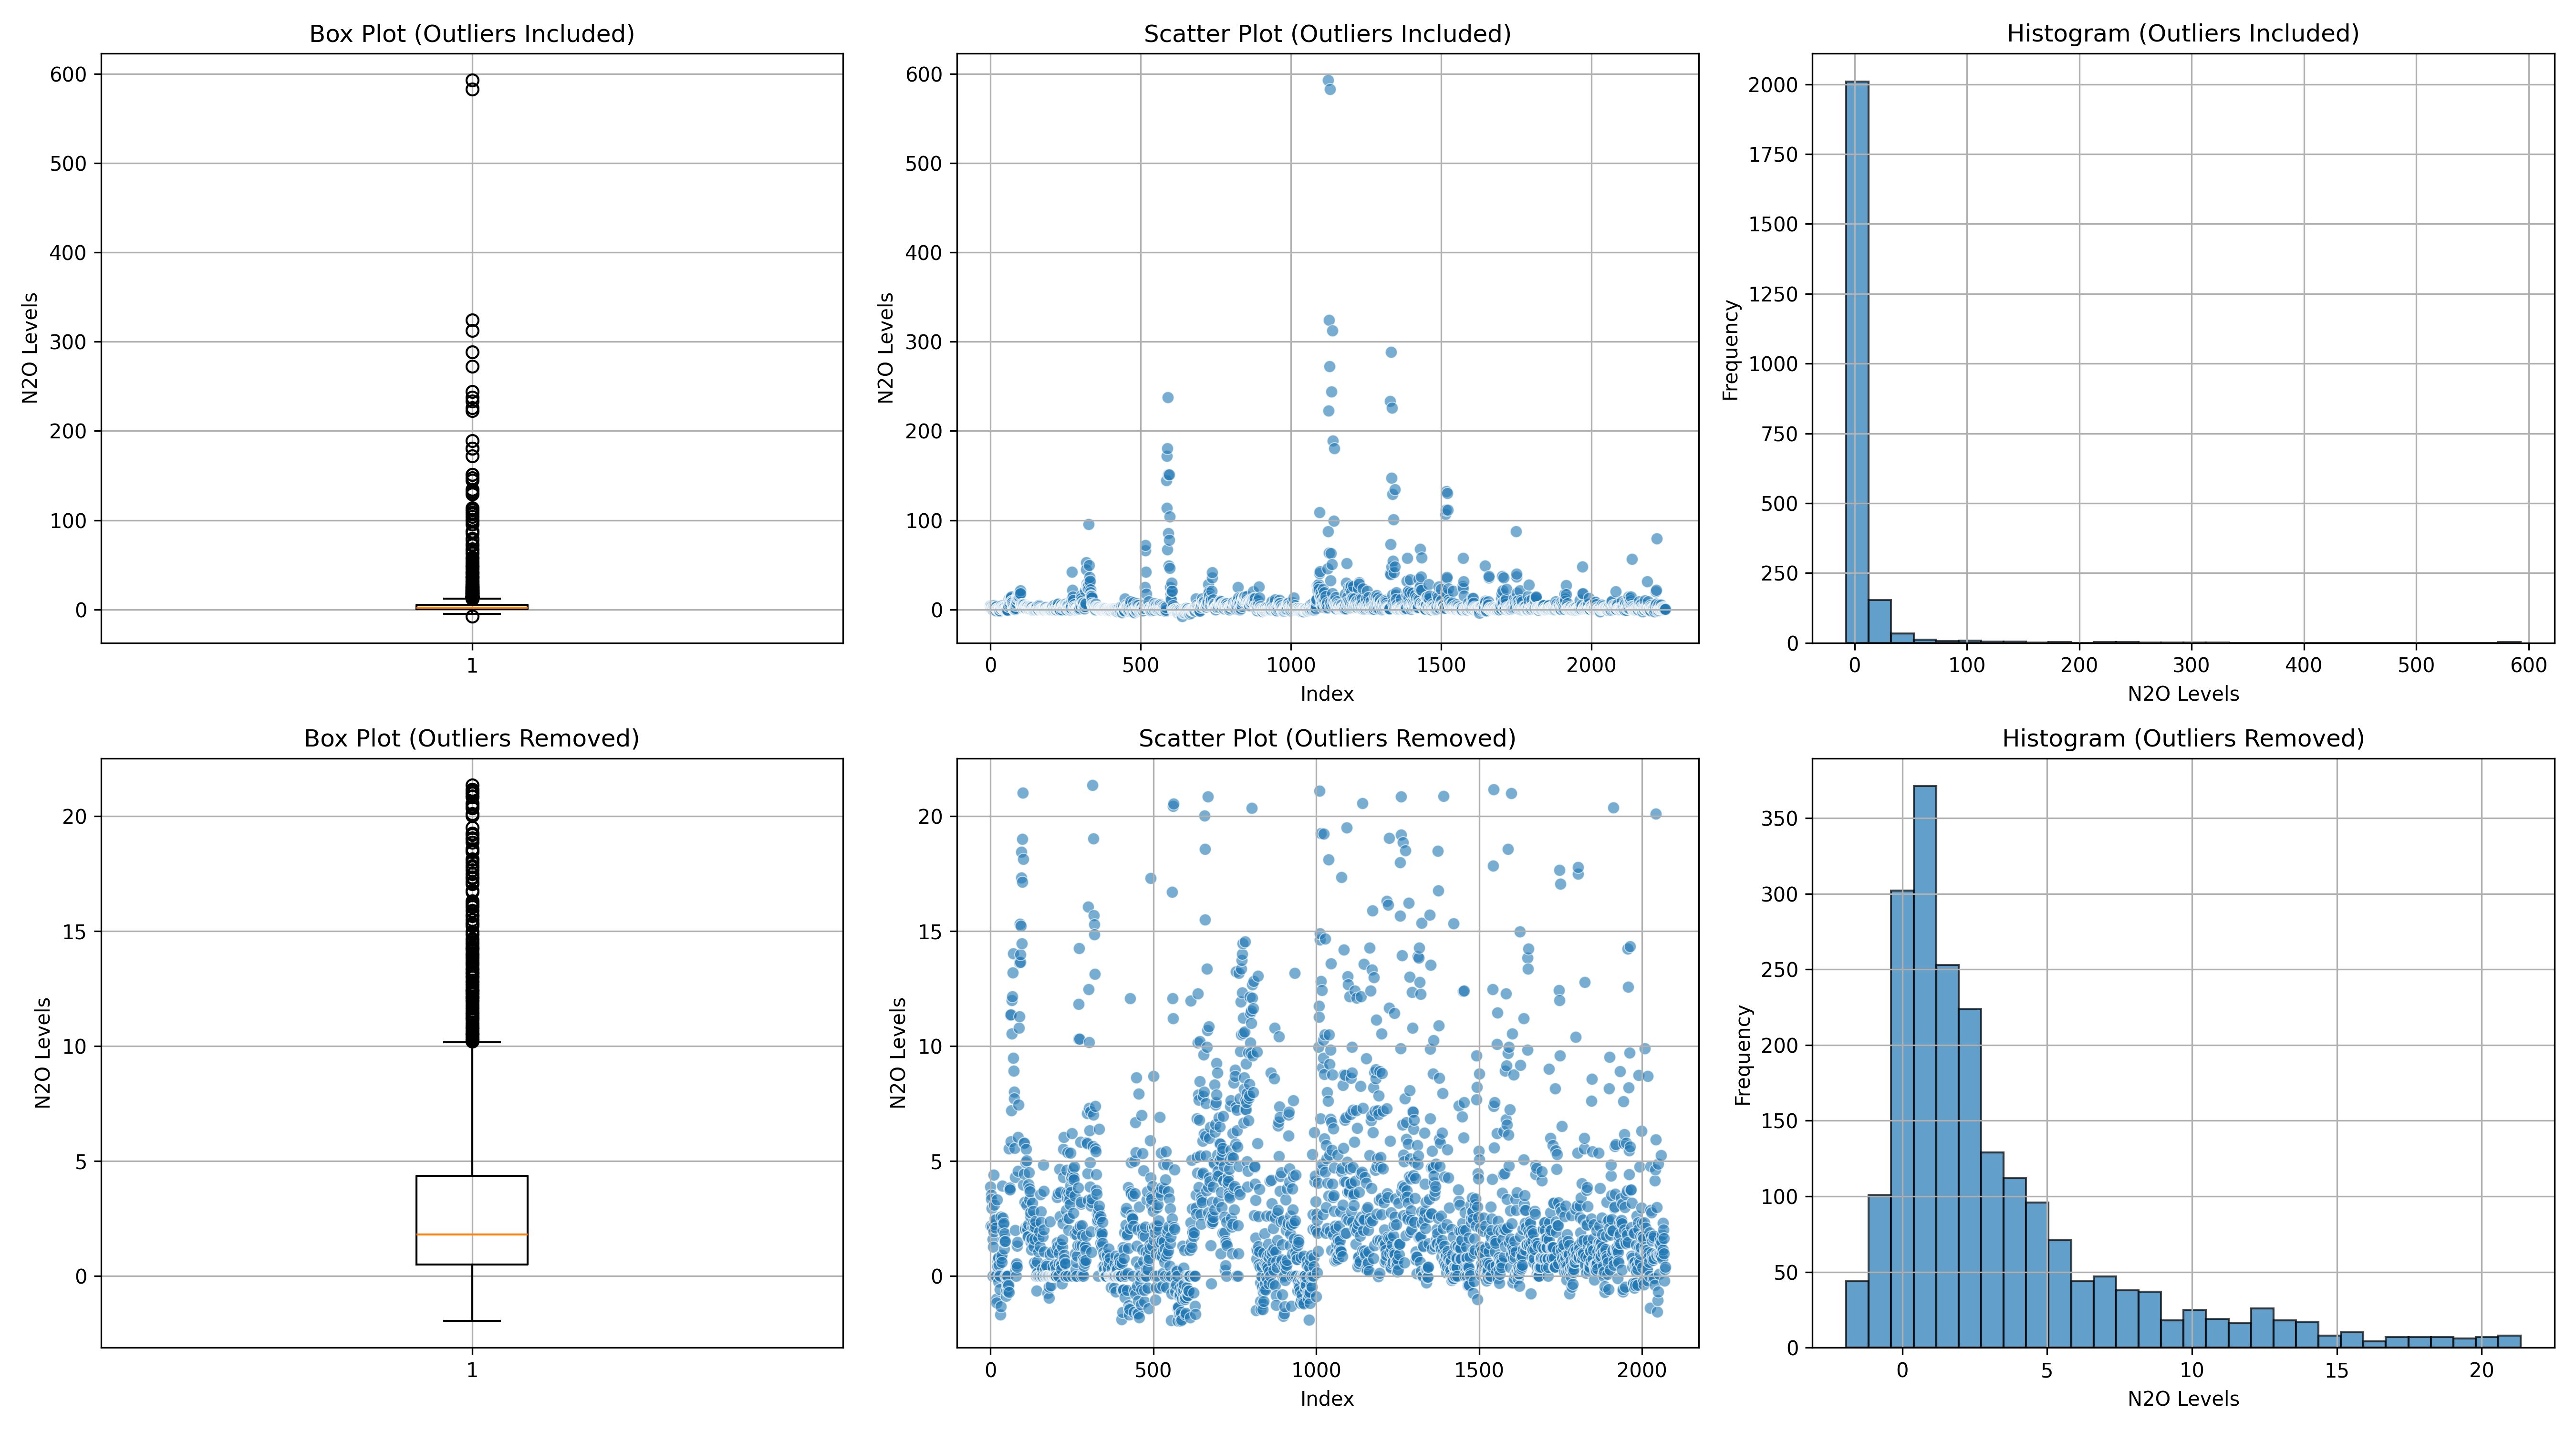 Box Plot (Outliers Included)
N2O Levels
600
500
400
300
200
100
0
1
Scatter Plot (Outliers Included)
N2O Levels
600
500
400
300
200
100
0
0 500 1000 1500 2000
Index
Histogram (Outliers Included)
Frequency
2000
1750
1500
1250
1000
750
500
250
0
0 100 200 300 400 500 600
N2O Levels
Box Plot (Outliers Removed)
N2O Levels
20
15
10
5
0
1
Scatter Plot (Outliers Removed)
N2O Levels
20
15
10
5
0
0 500 1000 1500 2000
Index
Histogram (Outliers Removed)
Frequency
350
300
250
200
150
100
50
0
0 5 10 15 20
N2O Levels